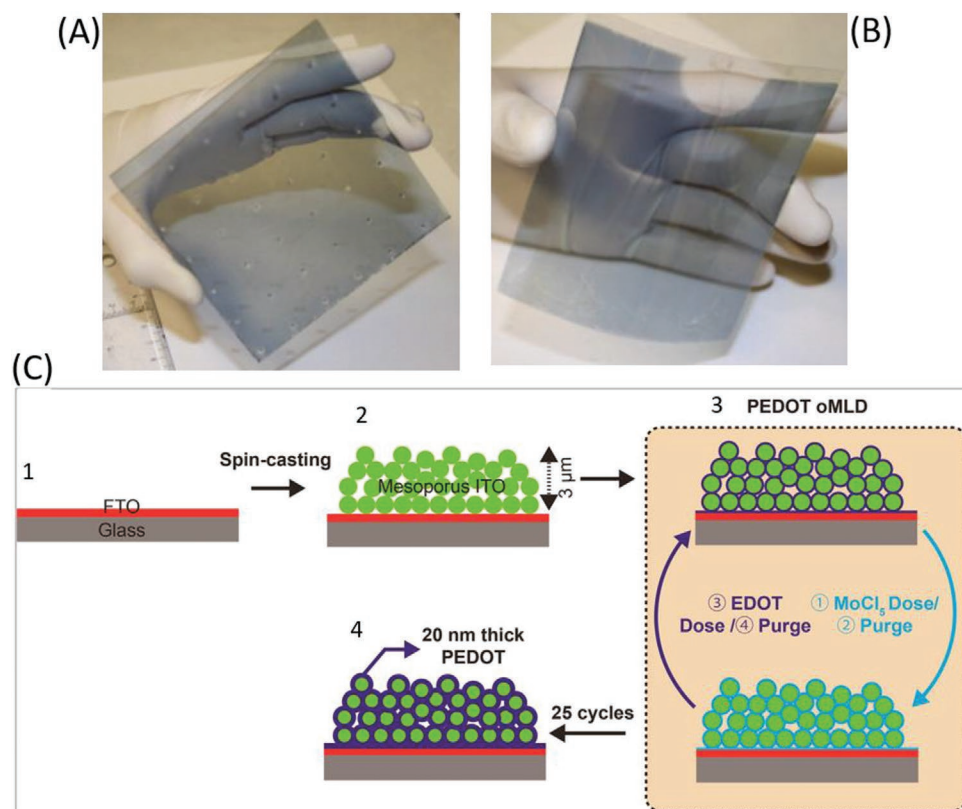 (A)
(B)
(C)
1
FTO
Glass
Spin-casting
2
Mesoporus ITO
3 μm
3 PEDOT oMLD
③ EDOT
Dose /④ Purge
① MoCl₅ Dose/
② Purge
25 cycles
4
20 nm thick
PEDOT